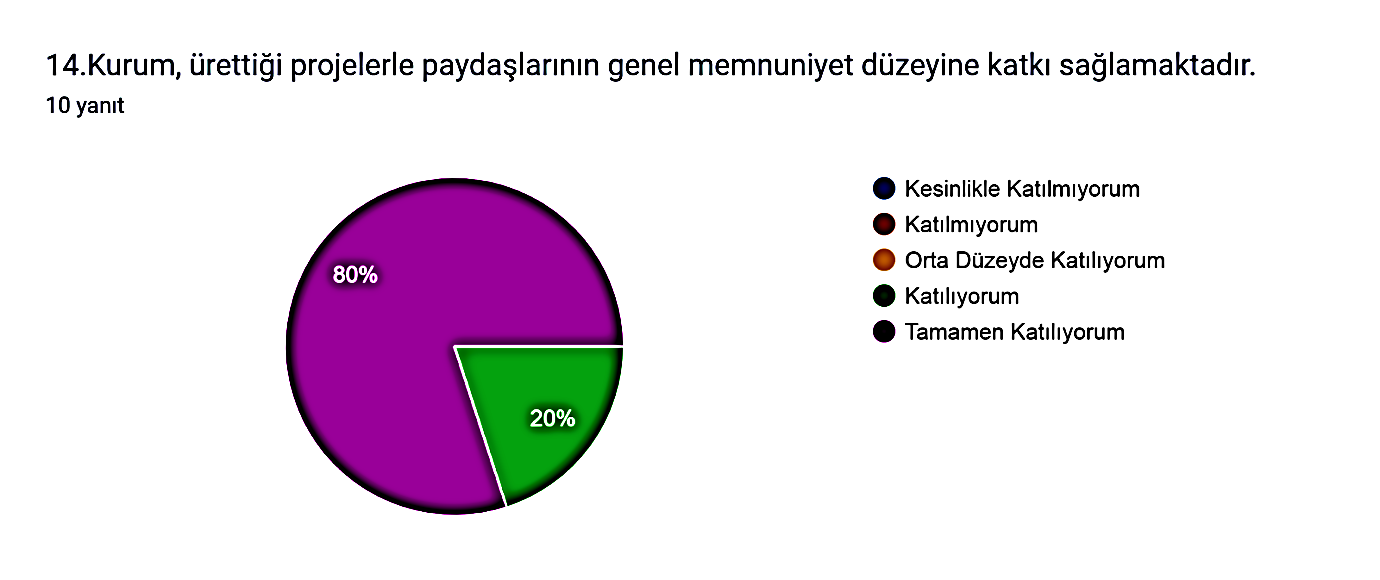 14.Kurum, ürettiği projelerle paydaşlarının genel memnuniyet düzeyine katkı sağlamaktadır.
10 yanıt
80%
20%
Kesinlikle Katılmıyorum
Katılmıyorum
Orta Düzeyde Katılıyorum
Katılıyorum
Tamamen Katılıyorum